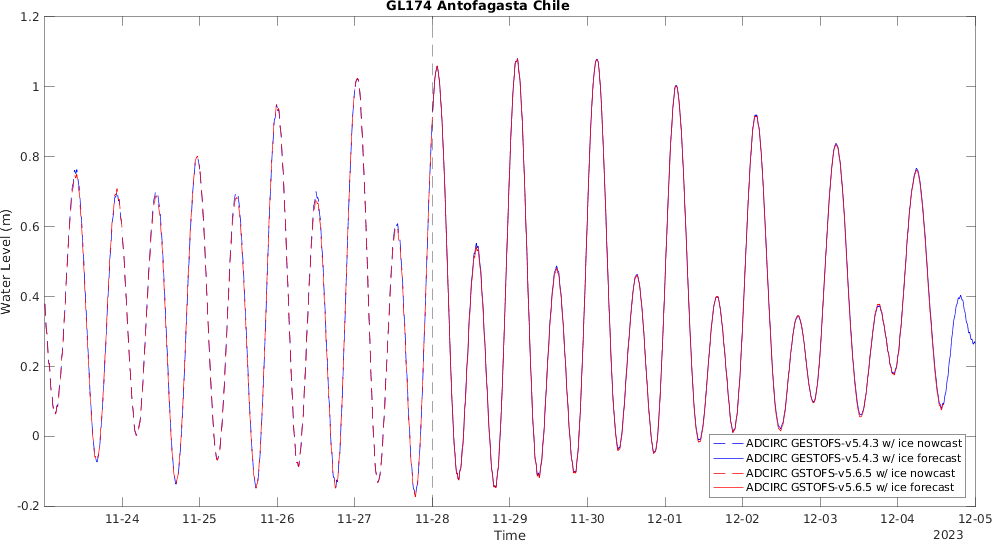 GL174 Antofagasta Chile
1.2
1
0.8
0.6
0.4
0.2
0
-0.2
Water Level (m)
ADCIRC GESTOFS-v5.4.3 w/ ice nowcast
ADCIRC GESTOFS-v5.4.3 w/ ice forecast
ADCIRC GSTOFS-v5.6.5 w/ ice nowcast
ADCIRC GSTOFS-v5.6.5 w/ ice forecast
11-24 11-25 11-26 11-27 11-28 11-29 11-30 12-01 12-02 12-03 12-04 12-05
Time
2023